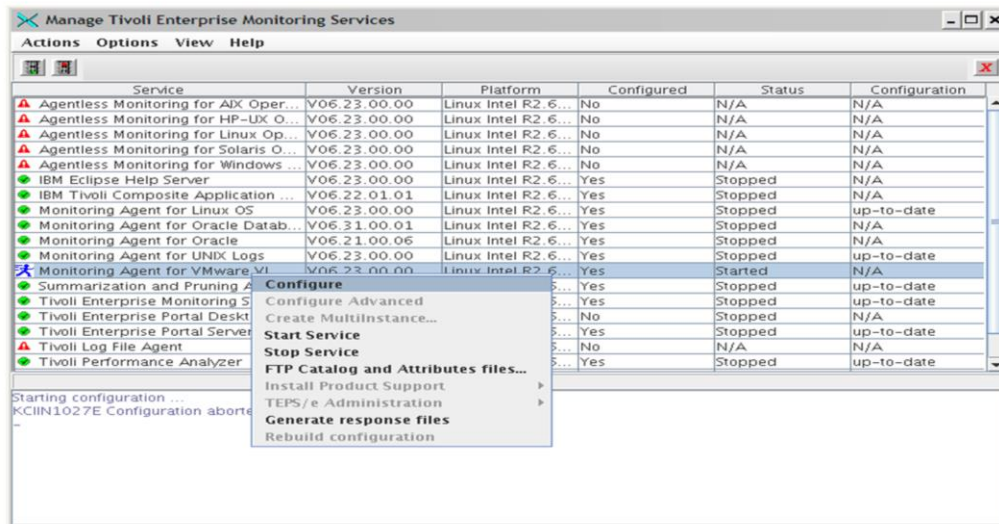 Manage Tivoli Enterprise Monitoring Services
Actions Options View Help
Service Version Platform Configured Status Configuration
Agentless Monitoring for AIX Oper... V06.23.00.00 Linux Intel R2.6... No N/A N/A
Agentless Monitoring for HP-UX O... V06.23.00.00 Linux Intel R2.6... No N/A N/A
Agentless Monitoring for Linux Op... V06.23.00.00 Linux Intel R2.6... No N/A N/A
Agentless Monitoring for Solaris O... V06.23.00.00 Linux Intel R2.6... No N/A N/A
Agentless Monitoring for Windows ... V06.23.00.00 Linux Intel R2.6... No N/A N/A
IBM Eclipse Help Server V06.23.00.00 Linux Intel R2.6... Yes Stopped N/A
IBM Tivoli Composite Application ... V06.22.01.01 Linux Intel R2.6... Yes Stopped N/A
Monitoring Agent for Linux OS V06.23.00.00 Linux Intel R2.6... Yes Stopped up-to-date
Monitoring Agent for Oracle Datab... V06.31.00.01 Linux Intel R2.6... Yes Stopped N/A
Monitoring Agent for Oracle V06.21.00.06 Linux Intel R2.6... Yes Stopped N/A
Monitoring Agent for UNIX Logs V06.23.00.00 Linux Intel R2.6... Yes Stopped up-to-date
Monitoring Agent for VMware VI V06.23.00.00 Linux Intel R2.6... Yes Started N/A
Summarization and Pruning A Yes Stopped up-to-date
Tivoli Enterprise Monitoring S Yes Stopped up-to-date
Tivoli Enterprise Portal Deskt No Stopped N/A
Tivoli Enterprise Portal Server Yes Stopped up-to-date
Tivoli Log File Agent No N/A N/A
Tivoli Performance Analyzer Yes Stopped up-to-date
Configure
Configure Advanced
Create MultiInstance...
Start Service
Stop Service
FTP Catalog and Attributes files...
Install Product Support
TEPS/e Administration
Generate response files
Rebuild configuration
Starting configuration ...
KCIIN1027E Configuration aborte